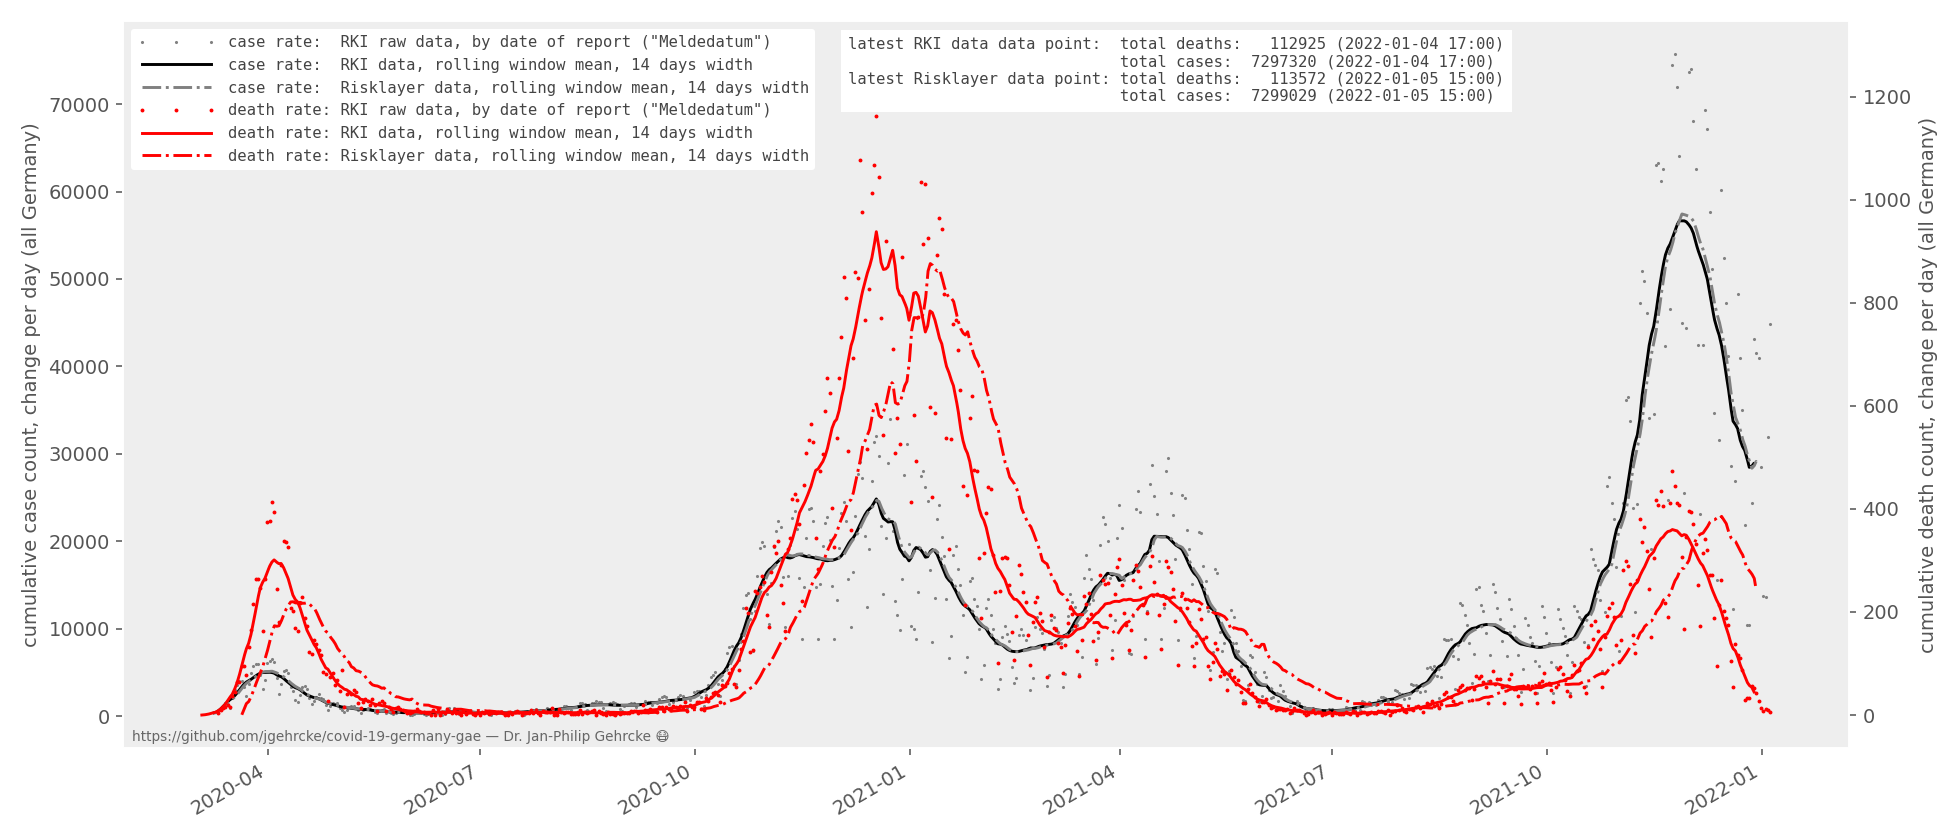 case rate:  RKI raw data, by date of report ("Meldedatum")
case rate:  RKI data, rolling window mean, 14 days width
case rate:  Risklayer data, rolling window mean, 14 days width
death rate: RKI raw data, by date of report ("Meldedatum")
death rate: RKI data, rolling window mean, 14 days width
death rate: Risklayer data, rolling window mean, 14 days width
latest RKI data data point:  total deaths:   112925 (2022-01-04 17:00)
total cases:  7297320 (2022-01-04 17:00)
latest Risklayer data point: total deaths:   113572 (2022-01-05 15:00)
total cases:  7299029 (2022-01-05 15:00)
cumulative case count, change per day (all Germany)
70000
60000
50000
40000
30000
20000
10000
0
1200
1000
800
600
400
200
0
cumulative death count, change per day (all Germany)
https://github.com/jgehrcke/covid-19-germany-gae — Dr. Jan-Philip Gehrcke 😷
2020-04
2020-07
2020-10
2021-01
2021-04
2021-07
2021-10
2022-01